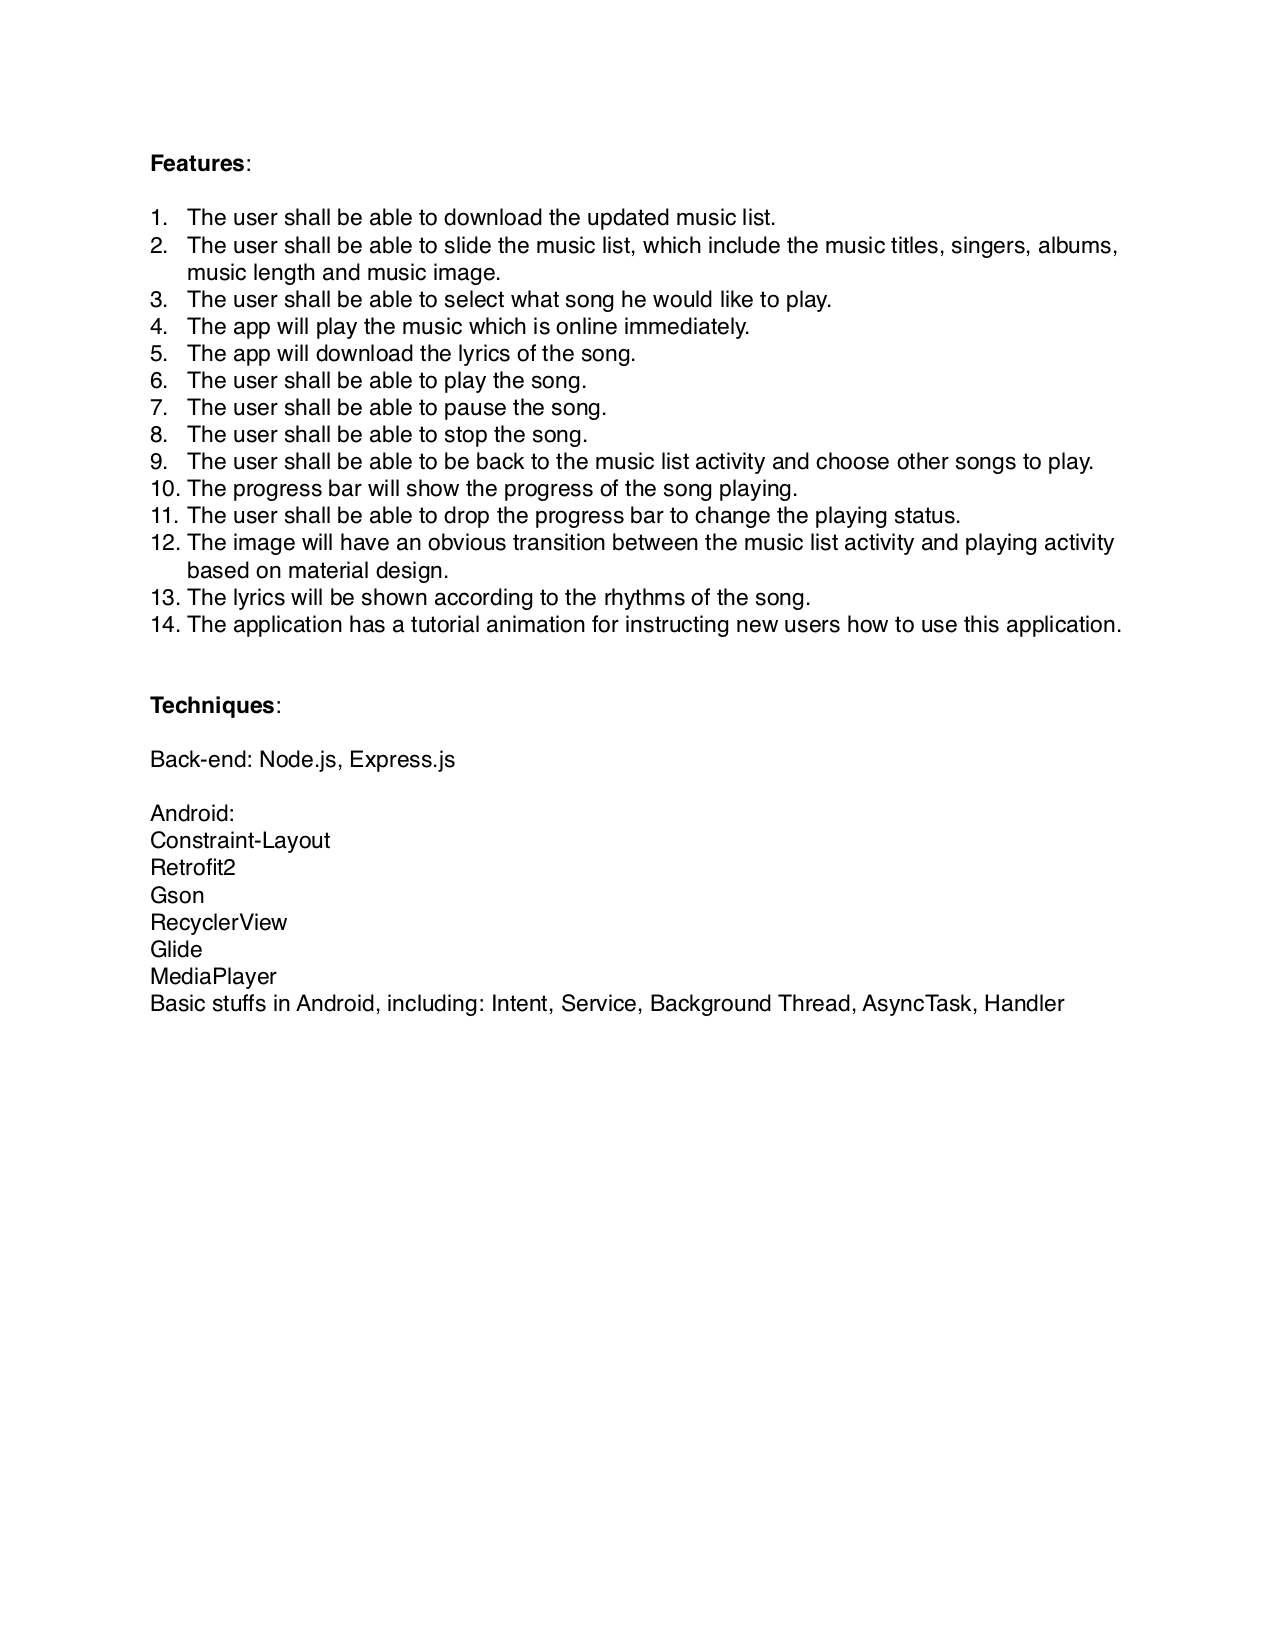 Features:
1. The user shall be able to download the updated music list.
2. The user shall be able to slide the music list, which include the music titles, singers, albums,
music length and music image.
3. The user shall be able to select what song he would like to play.
4. The app will play the music which is online immediately.
5. The app will download the lyrics of the song.
6. The user shall be able to play the song.
7. The user shall be able to pause the song.
8. The user shall be able to stop the song.
9. The user shall be able to be back to the music list activity and choose other songs to play.
10. The progress bar will show the progress of the song playing.
11. The user shall be able to drop the progress bar to change the playing status.
12. The image will have an obvious transition between the music list activity and playing activity
based on material design.
13. The lyrics will be shown according to the rhythms of the song.
14. The application has a tutorial animation for instructing new users how to use this application.
Techniques:
Back-end: Node.js, Express.js
Android:
Constraint-Layout
Retrofit2
Gson
RecyclerView
Glide
MediaPlayer
Basic stuffs in Android, including: Intent, Service, Background Thread, AsyncTask, Handler